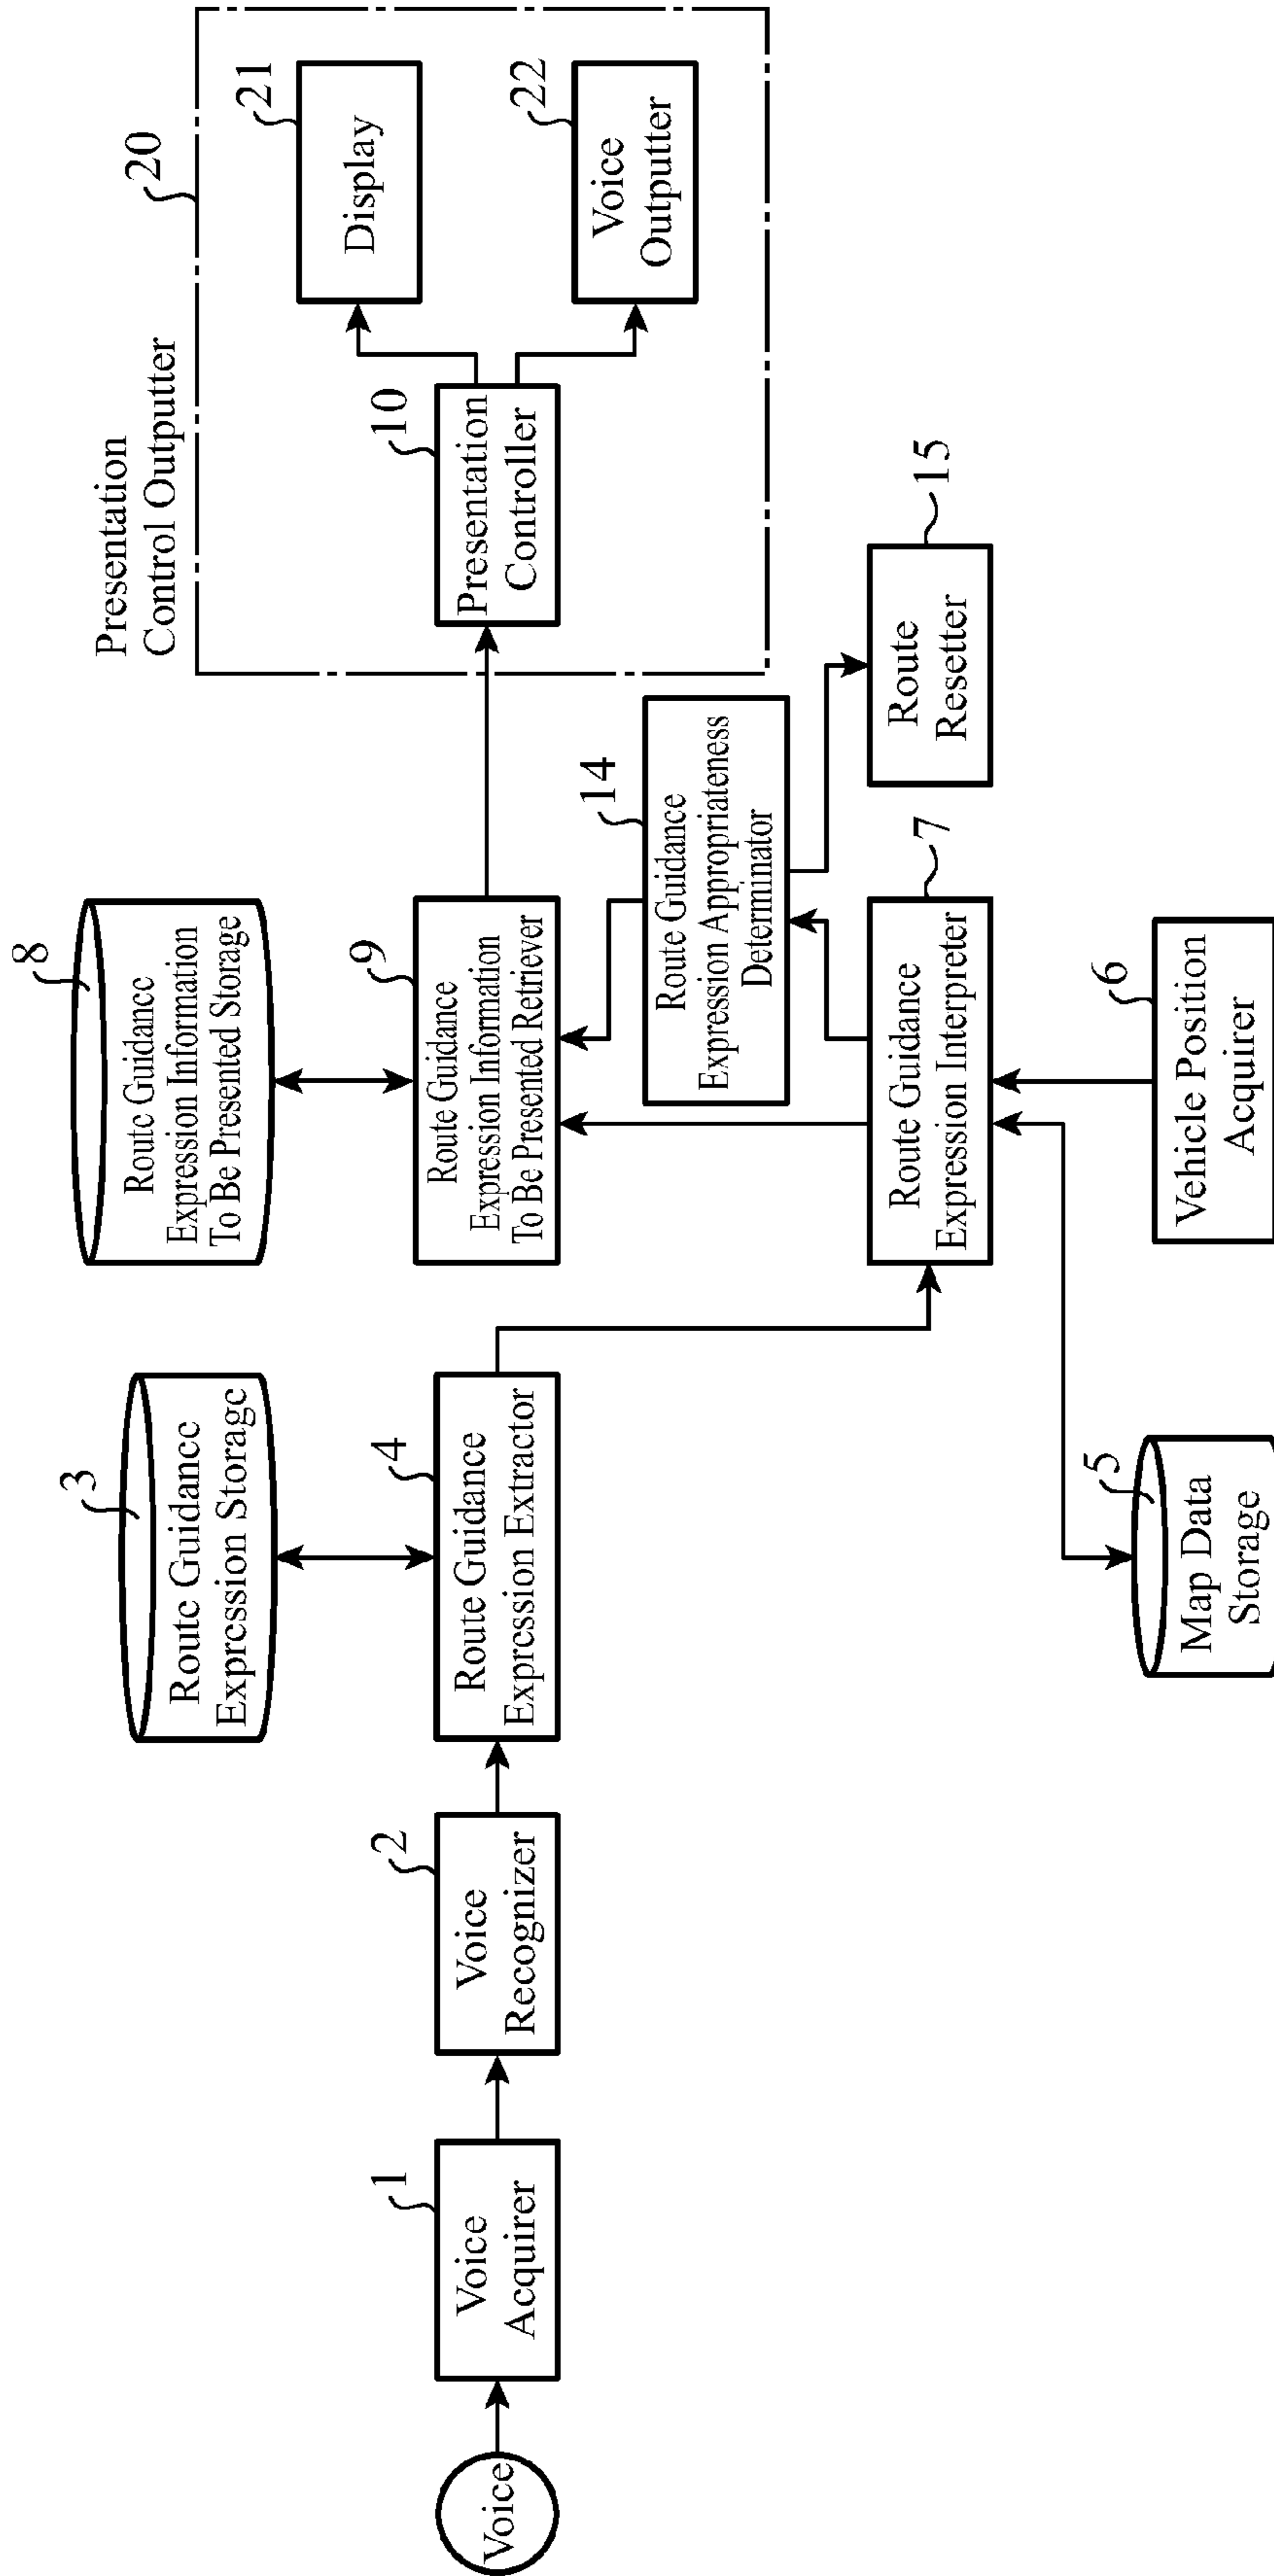 Voice
1
Voice
Acquirer
2
Voice
Recognizer
3
Route Guidance
Expression Storage
4
Route Guidance
Expression Extractor
5
Map Data
Storage
8
Route Guidance
Expression Information
To Be Presented Storage
9
Route Guidance
Expression Information
To Be Presented Retriever
7
Route Guidance
Expression Interpreter
6
Vehicle Position
Acquirer
14
Route Guidance
Expression Appropriateness
Determinator
15
Route
Resetter
Presentation
Control Outputter
20
10
Presentation
Controller
21
Display
22
Voice
Outputter